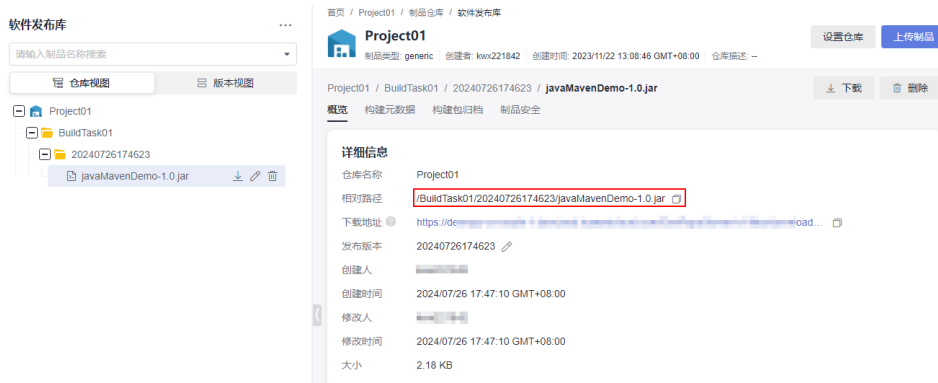 软件发布库
请输入制品名称搜索
仓库视图
版本视图
Project01
BuildTask01
20240726174623
javaMavenDemo-1.0.jar
首页 / Project01 / 制品仓库 / 软件发布库
Project01
制品类型: generic 创建者: kwx221842 创建时间: 2023/11/22 13:08:46 GMT+08:00 仓库描述: --
设置仓库
上传制品
Project01 / BuildTask01 / 20240726174623 / javaMavenDemo-1.0.jar
下载
删除
概览 构建元数据 构建包归档 制品安全
详细信息
仓库名称 Project01
相对路径 /BuildTask01/20240726174623/javaMavenDemo-1.0.jar
下载地址 https://de oad...
发布版本 20240726174623
创建人
创建时间 2024/07/26 17:47:10 GMT+08:00
修改人
修改时间 2024/07/26 17:47:10 GMT+08:00
大小 2.18 KB